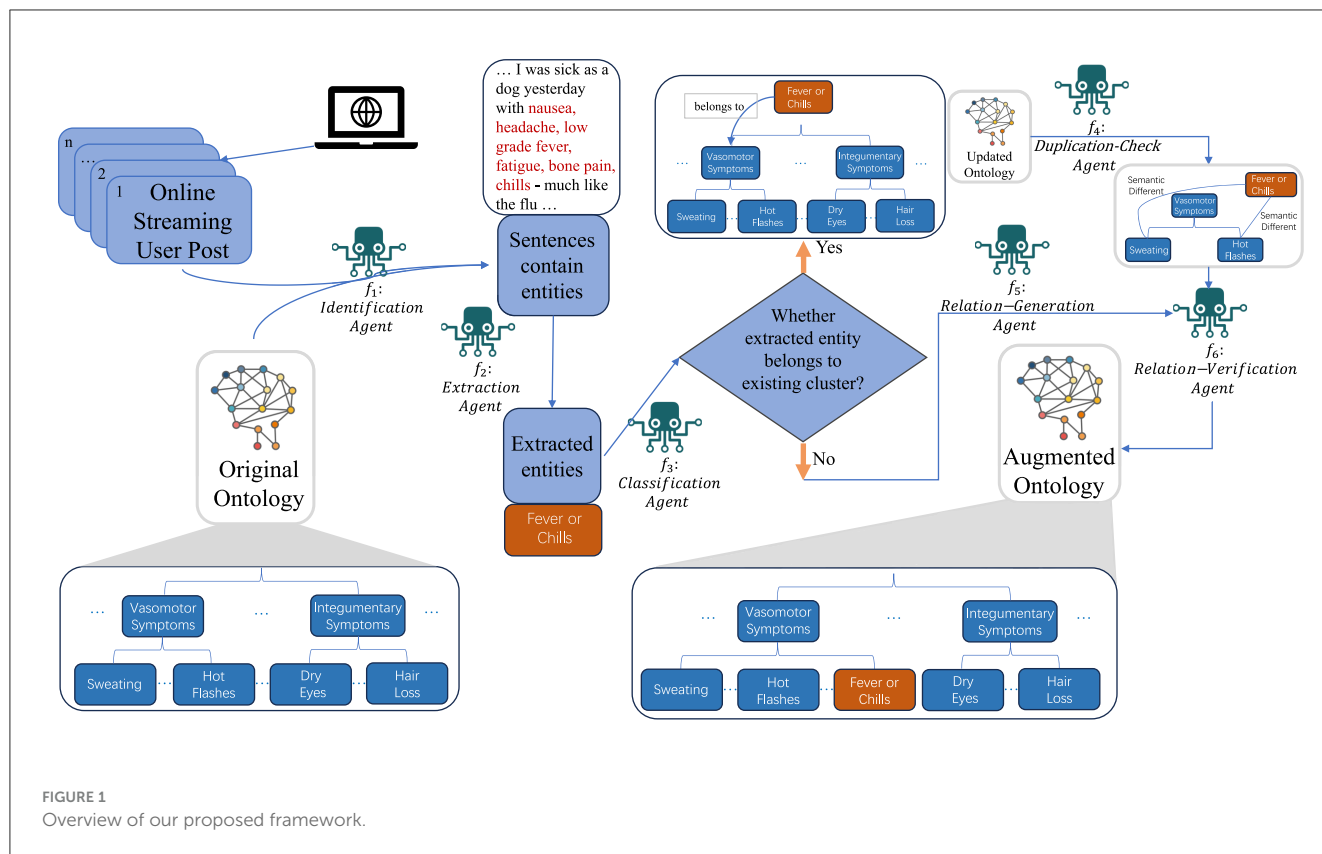 n
...
2
1
Online
Streaming
User Post
… I was sick as a
dog yesterday
with nausea,
headache, low
grade fever,
fatigue, bone pain,
chills - much like
the flu …
Sentences
contain
entities
f₁:
Identification
Agent
f₂:
Extraction
Agent
Original
Ontology
Extracted
entities
Fever or
Chills
f₃:
Classification
Agent
Whether
extracted entity
belongs to
existing cluster?
Yes
No
belongs to
Fever or
Chills
...
Vasomotor
Symptoms
...
Integumentary
Symptoms
...
Sweating
...
Hot
Flashes
...
Dry
Eyes
...
Hair
Loss
Updated
Ontology
f₄:
Duplication-Check
Agent
Semantic
Different
Fever or
Chills
Vasomotor
Symptoms
Semantic
Different
Sweating
Hot
Flashes
f₅:
Relation−Generation
Agent
f₆:
Relation−Verification
Agent
Augmented
Ontology
...
Vasomotor
Symptoms
...
Integumentary
Symptoms
...
Sweating
...
Hot
Flashes
...
Dry
Eyes
...
Hair
Loss
...
Vasomotor
Symptoms
...
Integumentary
Symptoms
...
Sweating
...
Hot
Flashes
...
Fever or
Chills
Dry
Eyes
...
Hair
Loss
FIGURE 1
Overview of our proposed framework.